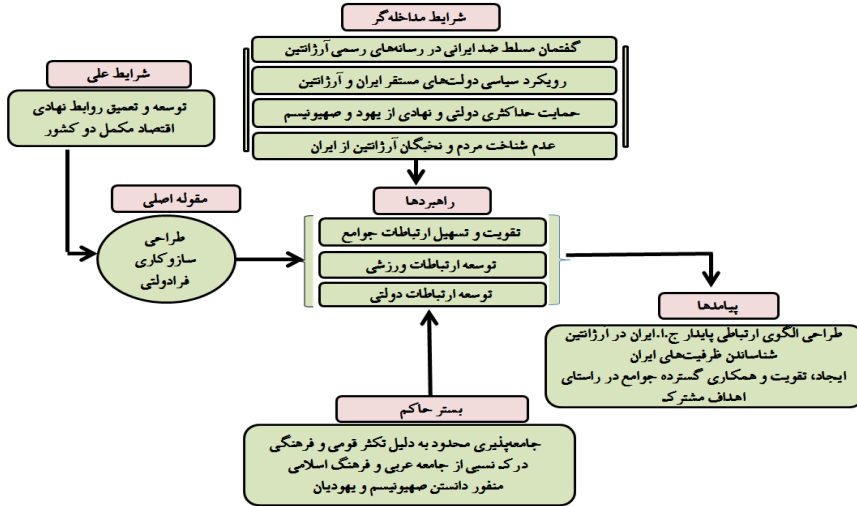 شرایط مداخله‌گر
گفتمان مسلط ضد ایرانی در رسانه‌های رسمی آرژانتین
رویکرد سیاسی دولت‌های مستقر ایران و آرژانتین
حمایت حداکثری دولتی و نهادی از یهود و صهیونیسم
عدم شناخت مردم و نخبگان آرژانتین از ایران
شرایط علی
توسعه و تعمیق روابط نهادی
اقتصاد مکمل دو کشور
مقوله اصلی
طراحی
سازوکاری
فرادولتی
راهبردها
تقویت و تسهیل ارتباطات جوامع
توسعه ارتباطات ورزشی
توسعه ارتباطات دولتی
پیامدها
طراحی الگوی ارتباطی پایدار ج.ا.ایران در ارژانتین
شناساندن ظرفیت‌های ایران
ایجاد، تقویت و همکاری گسترده جوامع در راستای
اهداف مشترک
بستر حاکم
جامعه‌پذیری محدود به دلیل تکثر قومی و فرهنگی
درک نسبی از جامعه عربی و فرهنگ اسلامی
منفور دانستن صهیونیسم و یهودیان